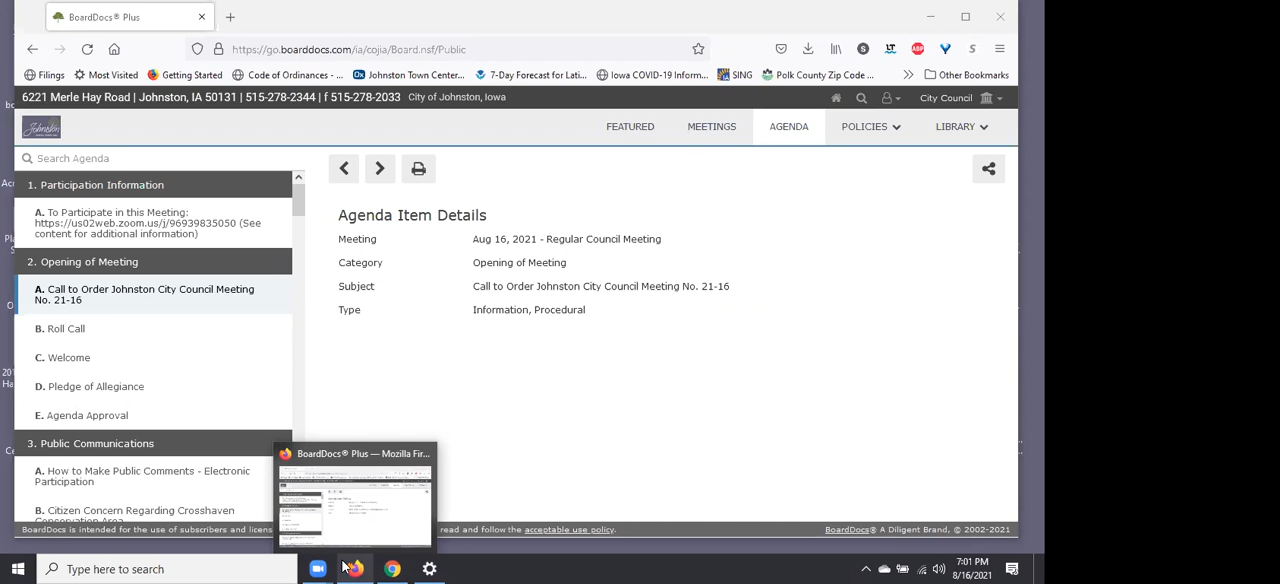 BoardDocs® Plus
https://go.boarddocs.com/ia/cojia/Board.nsf/Public
Filings
Most Visited
Getting Started
Code of Ordinances - ...
Johnston Town Center...
7-Day Forecast for Lati...
Iowa COVID-19 Inform...
SING
Polk County Zip Code ...
Other Bookmarks
6221 Merle Hay Road | Johnston, IA 50131 | 515-278-2344 | f 515-278-2033 City of Johnston, Iowa
City Council
Johnston
FEATURED
MEETINGS
AGENDA
POLICIES
LIBRARY
Search Agenda
1. Participation Information
A. To Participate in this Meeting:
https://us02web.zoom.us/j/96939835050 (See
content for additional information)
2. Opening of Meeting
A. Call to Order Johnston City Council Meeting
No. 21-16
B. Roll Call
C. Welcome
D. Pledge of Allegiance
E. Agenda Approval
3. Public Communications
A. How to Make Public Comments - Electronic
Participation
B. Citizen Concern Regarding Crosshaven
Conservation Area
Agenda Item Details
Meeting Aug 16, 2021 - Regular Council Meeting
Category Opening of Meeting
Subject Call to Order Johnston City Council Meeting No. 21-16
Type Information, Procedural
BoardDocs® Plus — Mozilla Fir...
BoardDocs is intended for the use of subscribers and licens
read and follow the acceptable use policy.
BoardDocs® A Diligent Brand, © 2002-2021
Type here to search
7:01 PM
8/16/2021